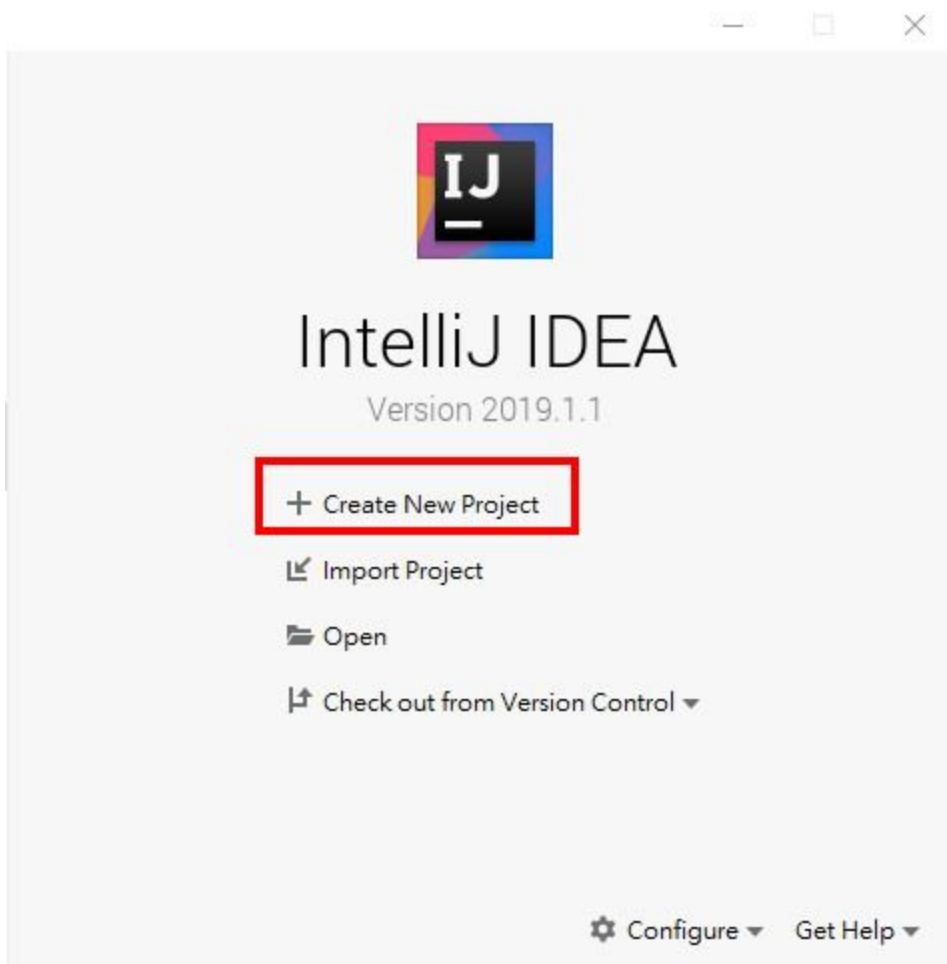 IJ
IntelliJ IDEA
Version 2019.1.1
Create New Project
Import Project
Open
Check out from Version Control
Configure Get Help